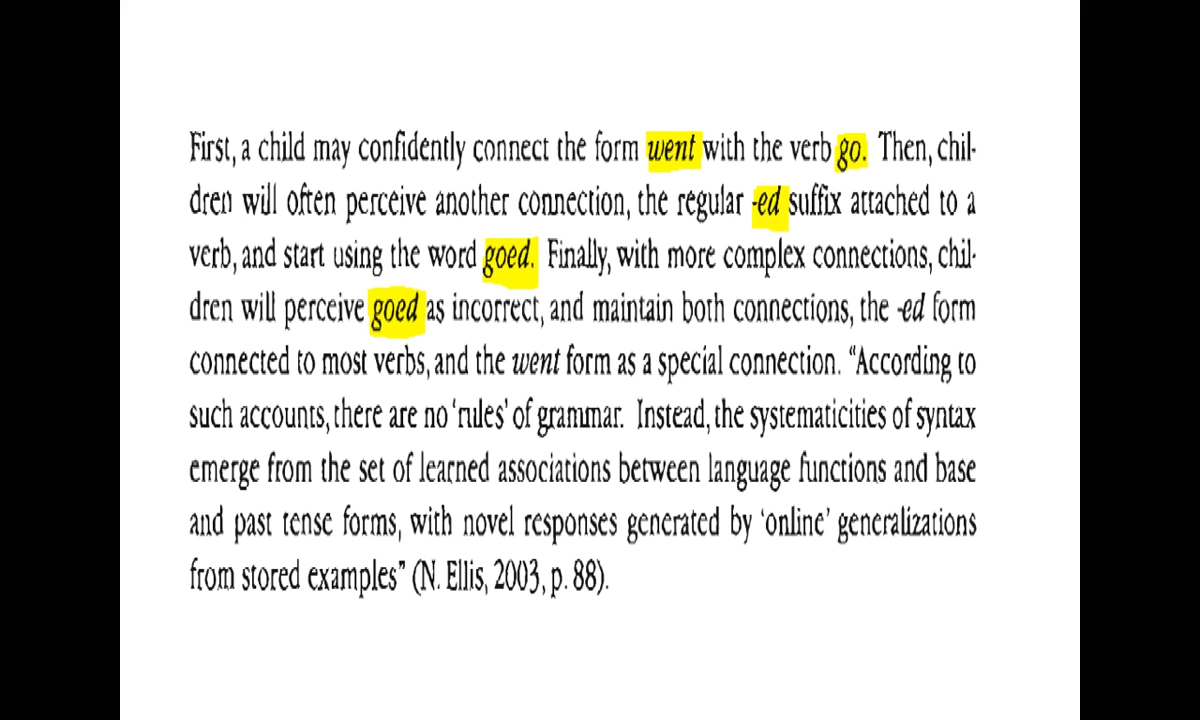 First, a child may confidently connect the form went with the verb go. Then, chil-
dren will often perceive another connection, the regular -ed suffix attached to a
verb, and start using the word goed. Finally, with more complex connections, chil-
dren will perceive goed as incorrect, and maintain both connections, the -ed form
connected to most verbs, and the went form as a special connection. “According to
such accounts, there are no ‘rules’ of grammar. Instead, the systematicities of syntax
emerge from the set of learned associations between language functions and base
and past tense forms, with novel responses generated by ‘online’ generalizations
from stored examples” (N. Ellis, 2003, p. 88).